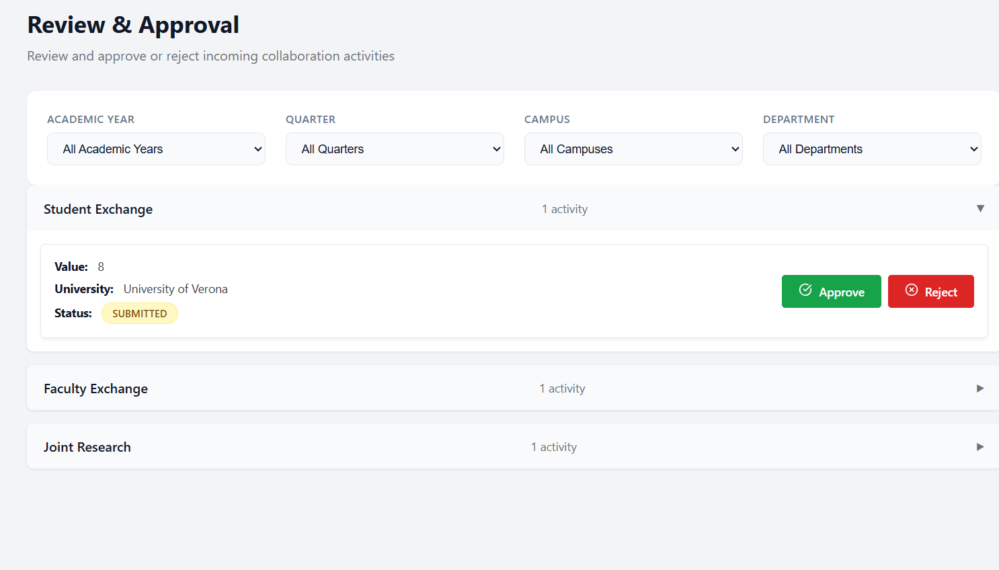 Review & Approval
Review and approve or reject incoming collaboration activities
ACADEMIC YEAR QUARTER CAMPUS DEPARTMENT
All Academic Years All Quarters All Campuses All Departments
Student Exchange 1 activity
Value: 8
University: University of Verona
Status: SUBMITTED
Approve Reject
Faculty Exchange 1 activity
Joint Research 1 activity